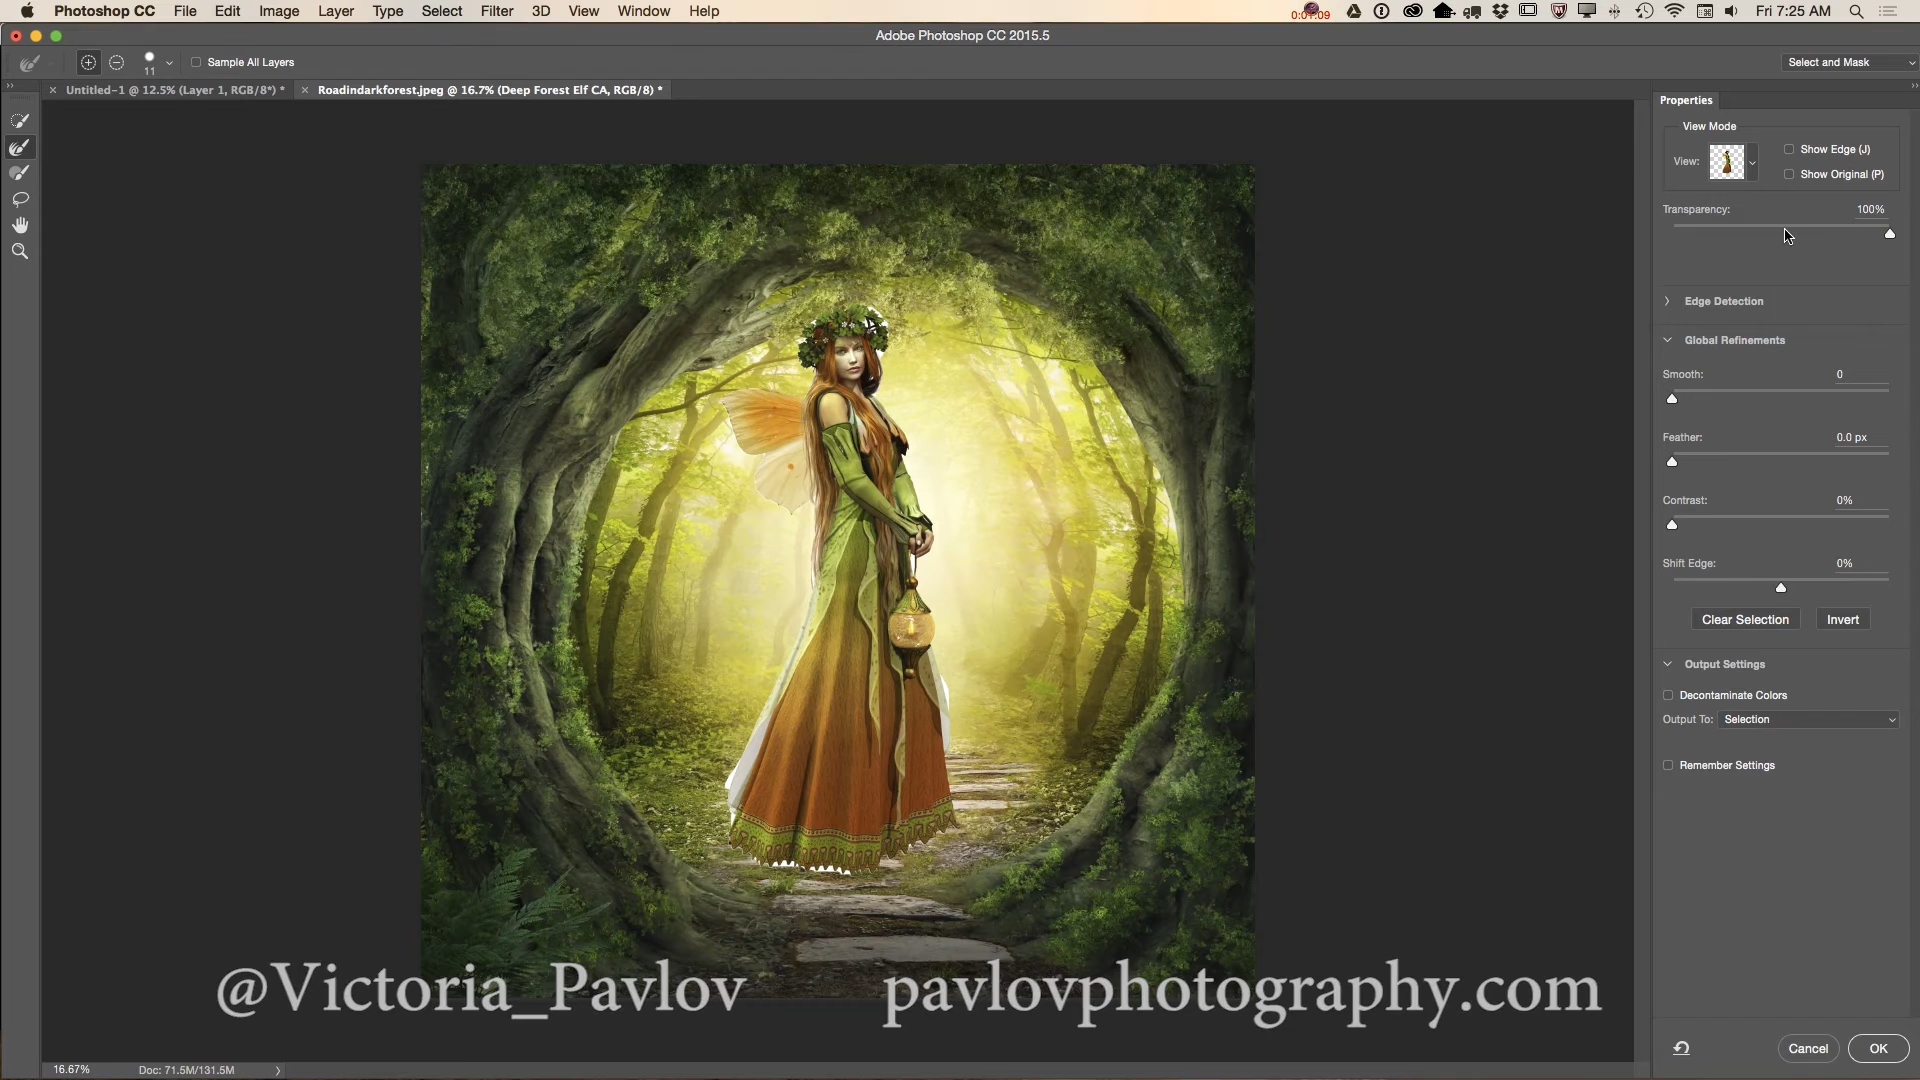 Photoshop CC File Edit Image Layer Type Select Filter 3D View Window Help 0:01:09 Fri 7:25 AM
Adobe Photoshop CC 2015.5
11 Sample All Layers Select and Mask
Untitled-1 @ 12.5% (Layer 1, RGB/8*) * Roadindarkforest.jpeg @ 16.7% (Deep Forest Elf CA, RGB/8) *
Properties
View Mode
View: Show Edge (J)
Show Original (P)
Transparency: 100%
Edge Detection
Global Refinements
Smooth: 0
Feather: 0.0 px
Contrast: 0%
Shift Edge: 0%
Clear Selection Invert
Output Settings
Decontaminate Colors
Output To: Selection
Remember Settings
@Victoria_Pavlov pavlovphotography.com
Cancel OK
16.67% Doc: 71.5M/131.5M